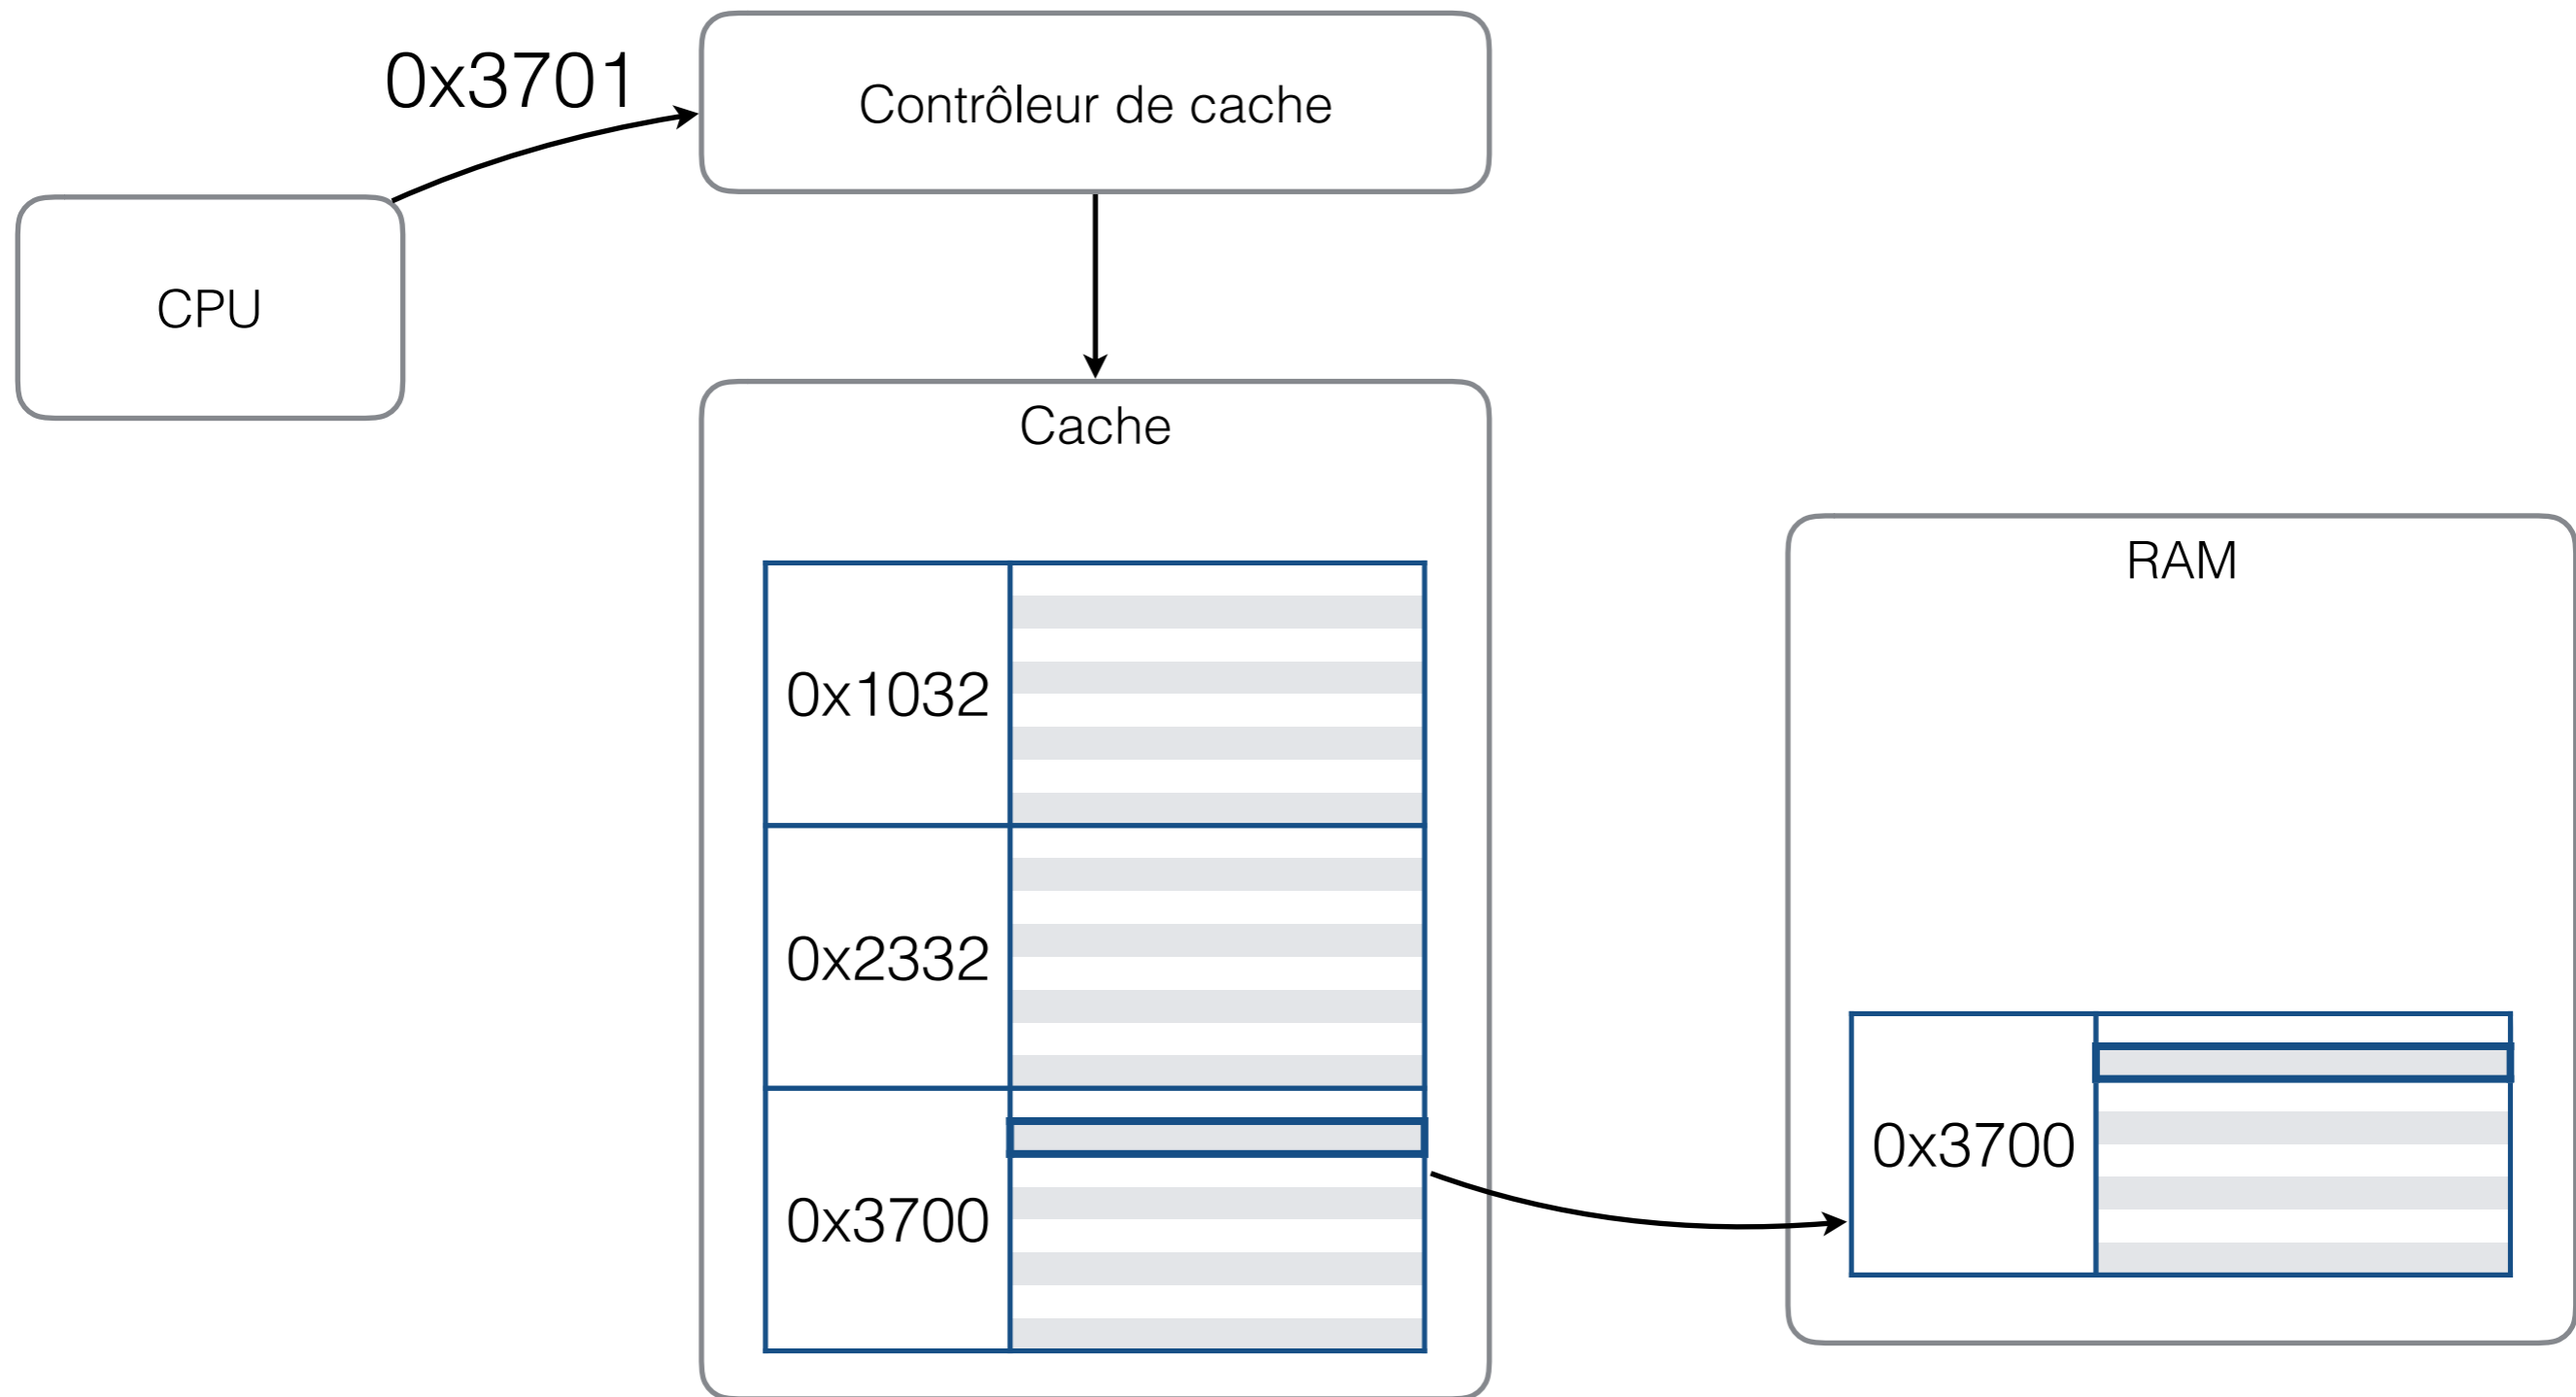 0x3701
Contrôleur de cache
CPU
Cache
RAM
0x1032
0x2332
0x3700
0x3700